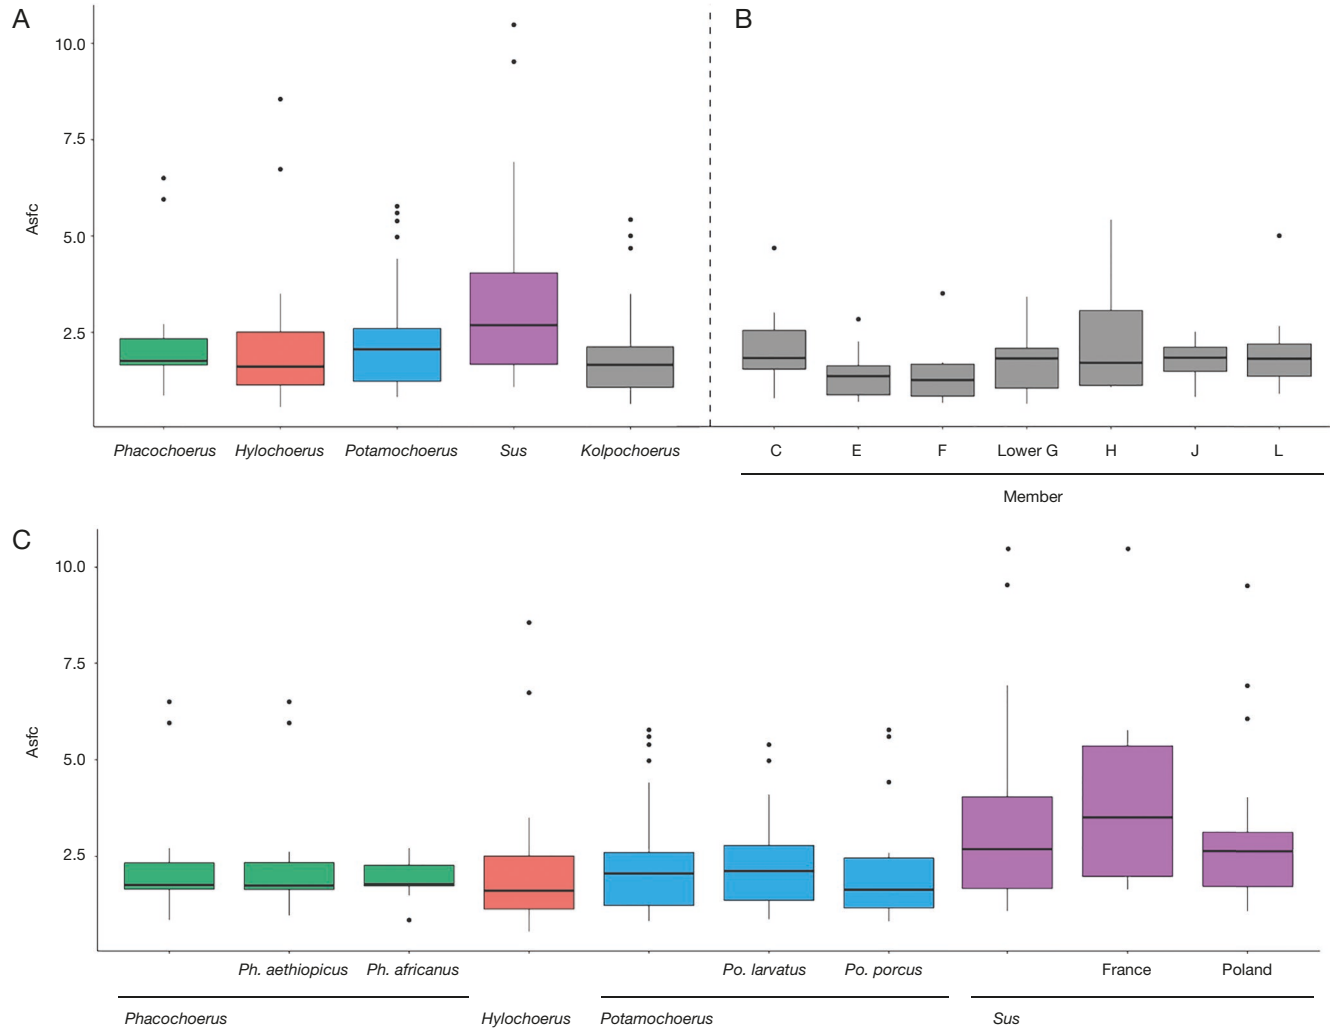 A
B
Asfc
10.0
7.5
5.0
2.5
Phacochoerus Hylochoerus Potamochoerus Sus Kolpochoerus
C E F Lower G H J L
Member
C
Asfc
10.0
7.5
5.0
2.5
Ph. aethiopicus Ph. africanus Po. larvatus Po. porcus France Poland
Phacochoerus Hylochoerus Potamochoerus Sus